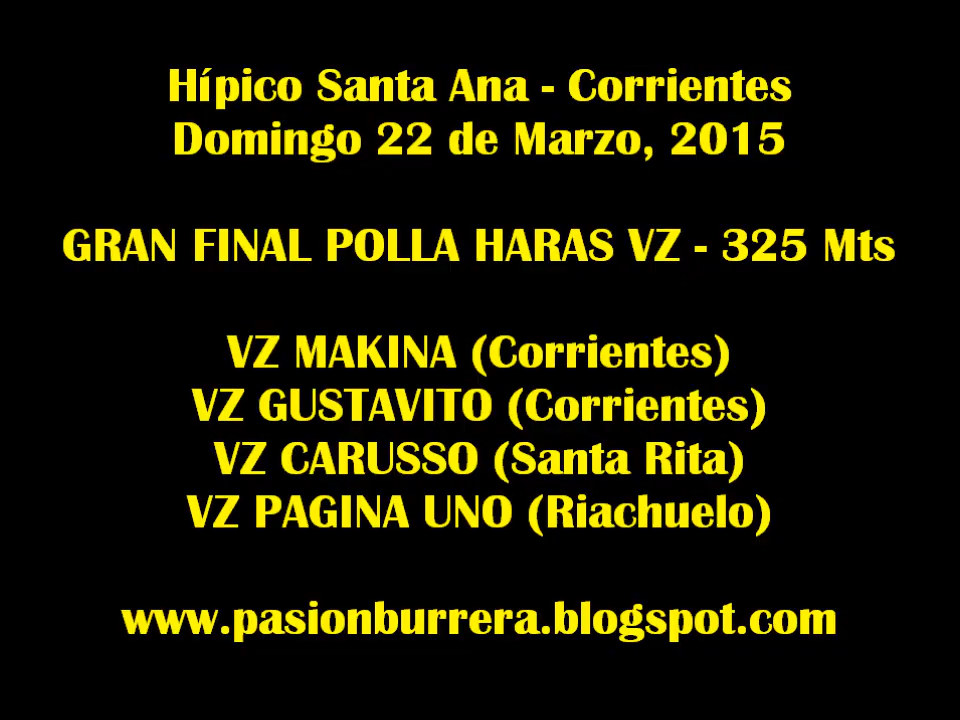 Hípico Santa Ana - Corrientes
Domingo 22 de Marzo, 2015
GRAN FINAL POLLA HARAS VZ - 325 Mts
VZ MAKINA (Corrientes)
VZ GUSTAVITO (Corrientes)
VZ CARUSSO (Santa Rita)
VZ PAGINA UNO (Riachuelo)
www.pasionburrera.blogspot.com